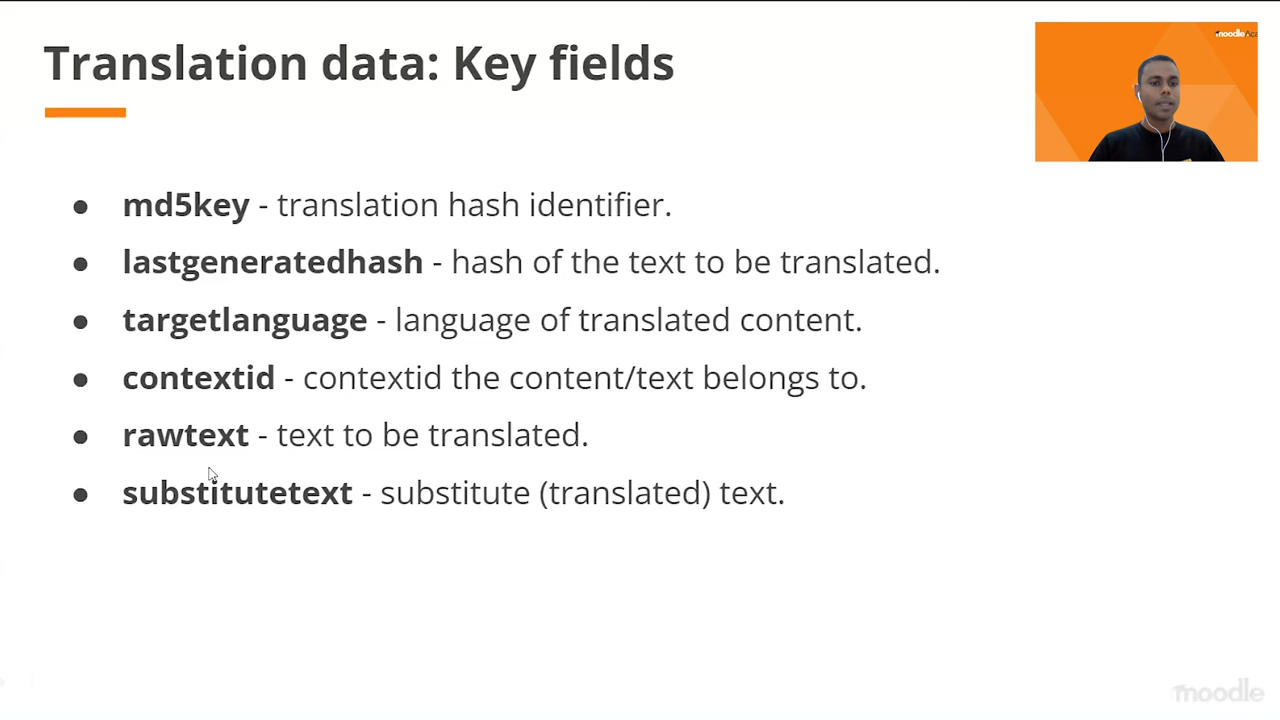 Translation data: Key fields
moodle
● md5key - translation hash identifier.
● lastgeneratedhash - hash of the text to be translated.
● targetlanguage - language of translated content.
● contextid - contextid the content/text belongs to.
● rawtext - text to be translated.
● substitutetext - substitute (translated) text.
moodle